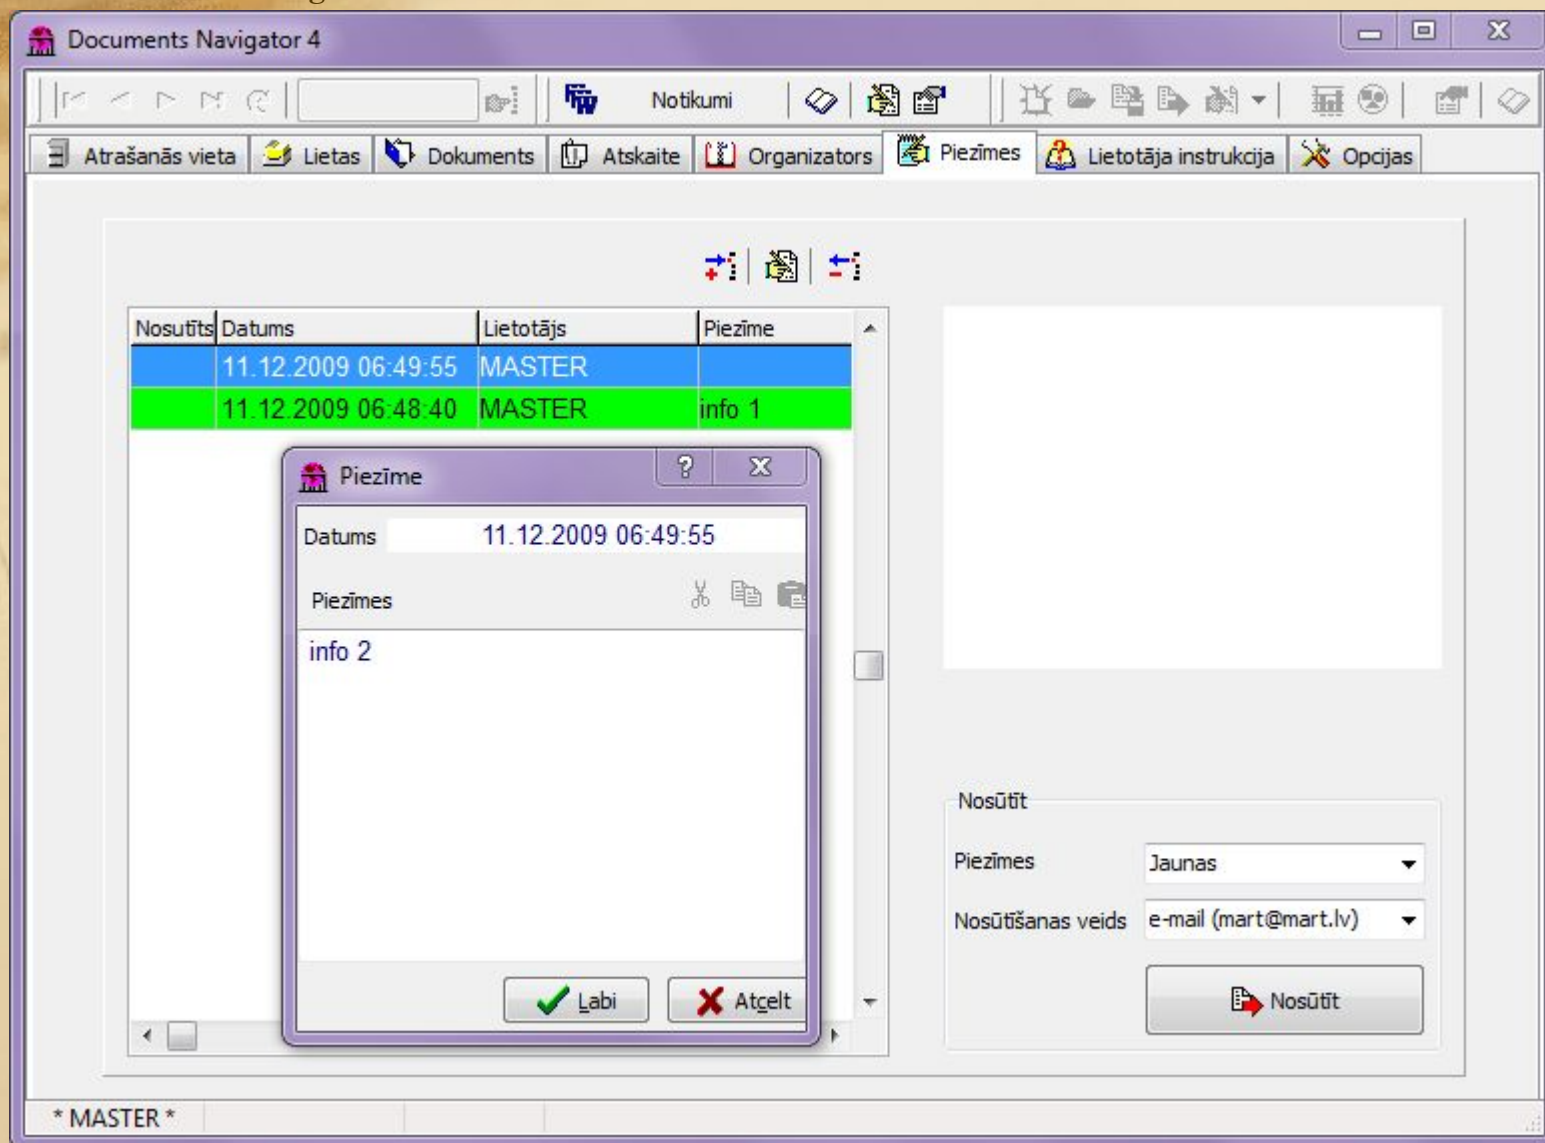 Documents Navigator 4
Notikumi
Atrašanās vieta Lietas Dokuments Atskaite Organizators Piezīmes Lietotāja instrukcija Opcijas
Nosutīts Datums Lietotājs Piezīme
11.12.2009 06:49:55 MASTER
11.12.2009 06:48:40 MASTER info 1
Piezīme
Datums 11.12.2009 06:49:55
Piezīmes
info 2
Labi Atcelt
Nosūtīt
Piezīmes Jaunas
Nosūtīšanas veids e-mail (mart@mart.lv)
Nosūtīt
* MASTER *